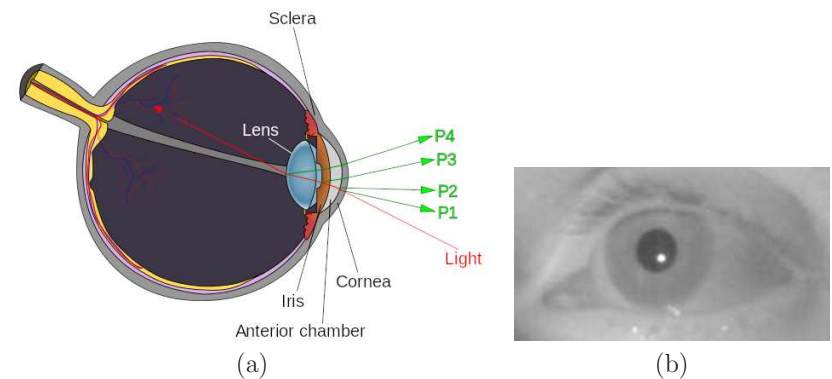 Sclera
Lens
P4
P3
P2
P1
Light
Cornea
Iris
Anterior chamber
(a)
(b)